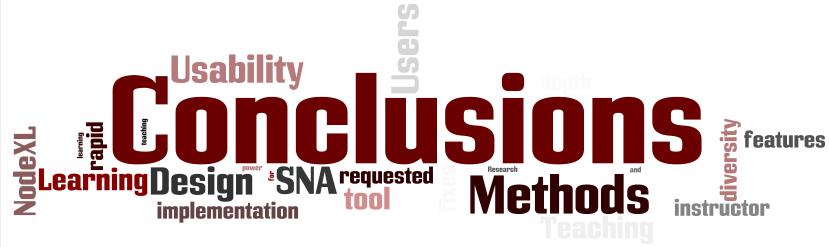 Users
Usability
depth
Conclusions
teaching
learning
rapid
NodeXL
diversity
features
power
for
Research
and
Learning
Design
SNA
requested
Fixes
Methods
tool
implementation
instructor
Teaching